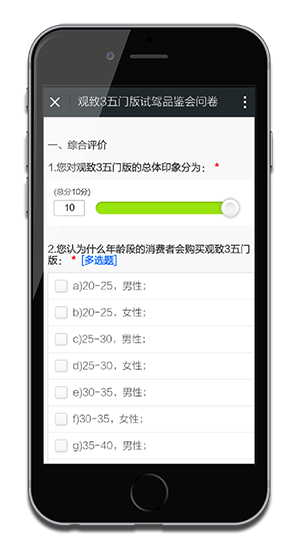 观致3五门版试驾品鉴会问卷
一、综合评价
1.您对观致3五门版的总体印象分为： *
(总分10分)
10
2.您认为什么年龄段的消费者会购买观致3五门
版： * [多选题]
a)20-25，男性；
b)20-25，女性；
c)25-30，男性；
d)25-30，女性；
e)30-35，男性；
f)30-35，女性；
g)35-40，男性；